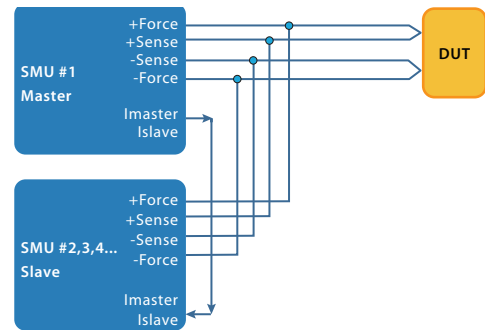 +Force
+Sense
-Sense
-Force
SMU #1
Master
Imaster
Islave
DUT
+Force
+Sense
-Sense
-Force
SMU #2,3,4...
Slave
Imaster
Islave